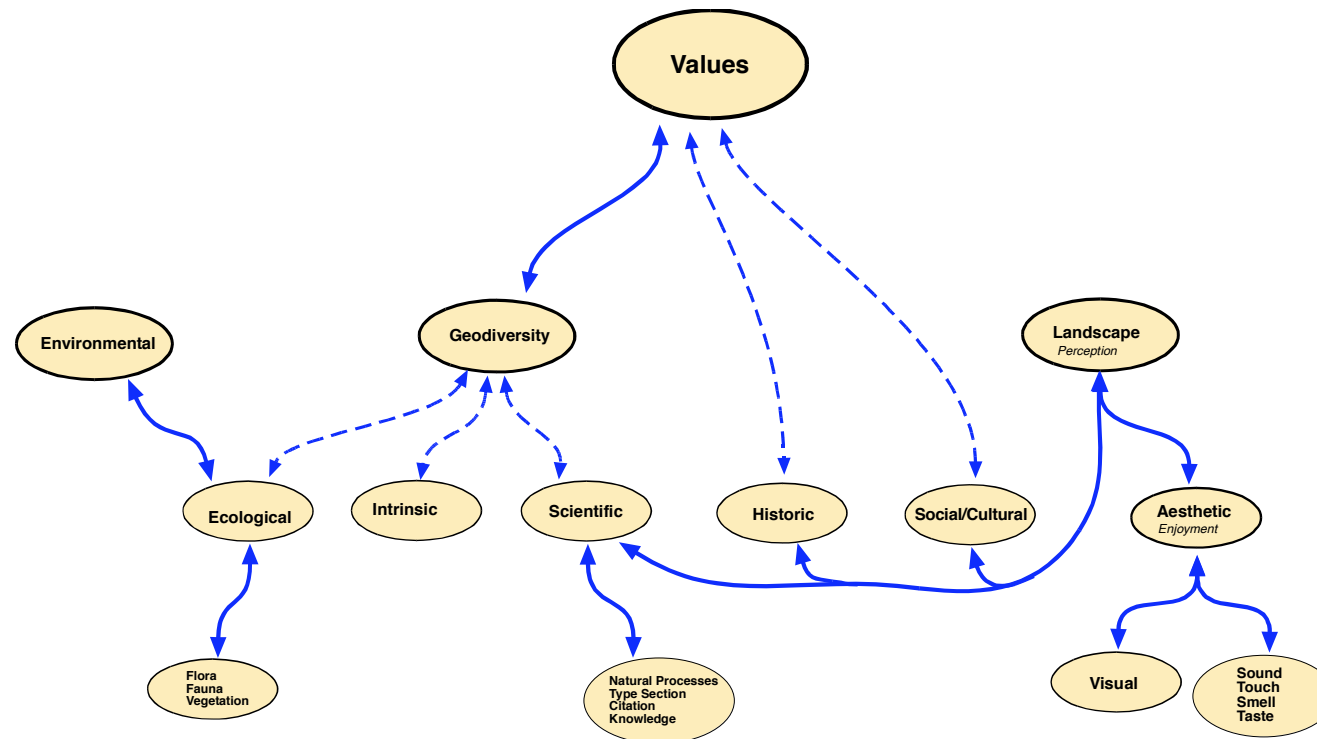 Values
Environmental
Geodiversity
Landscape
Perception
Ecological
Intrinsic
Scientific
Historic
Social/Cultural
Aesthetic
Enjoyment
Flora
Fauna
Vegetation
Natural Processes
Type Section
Citation
Knowledge
Visual
Sound
Touch
Smell
Taste